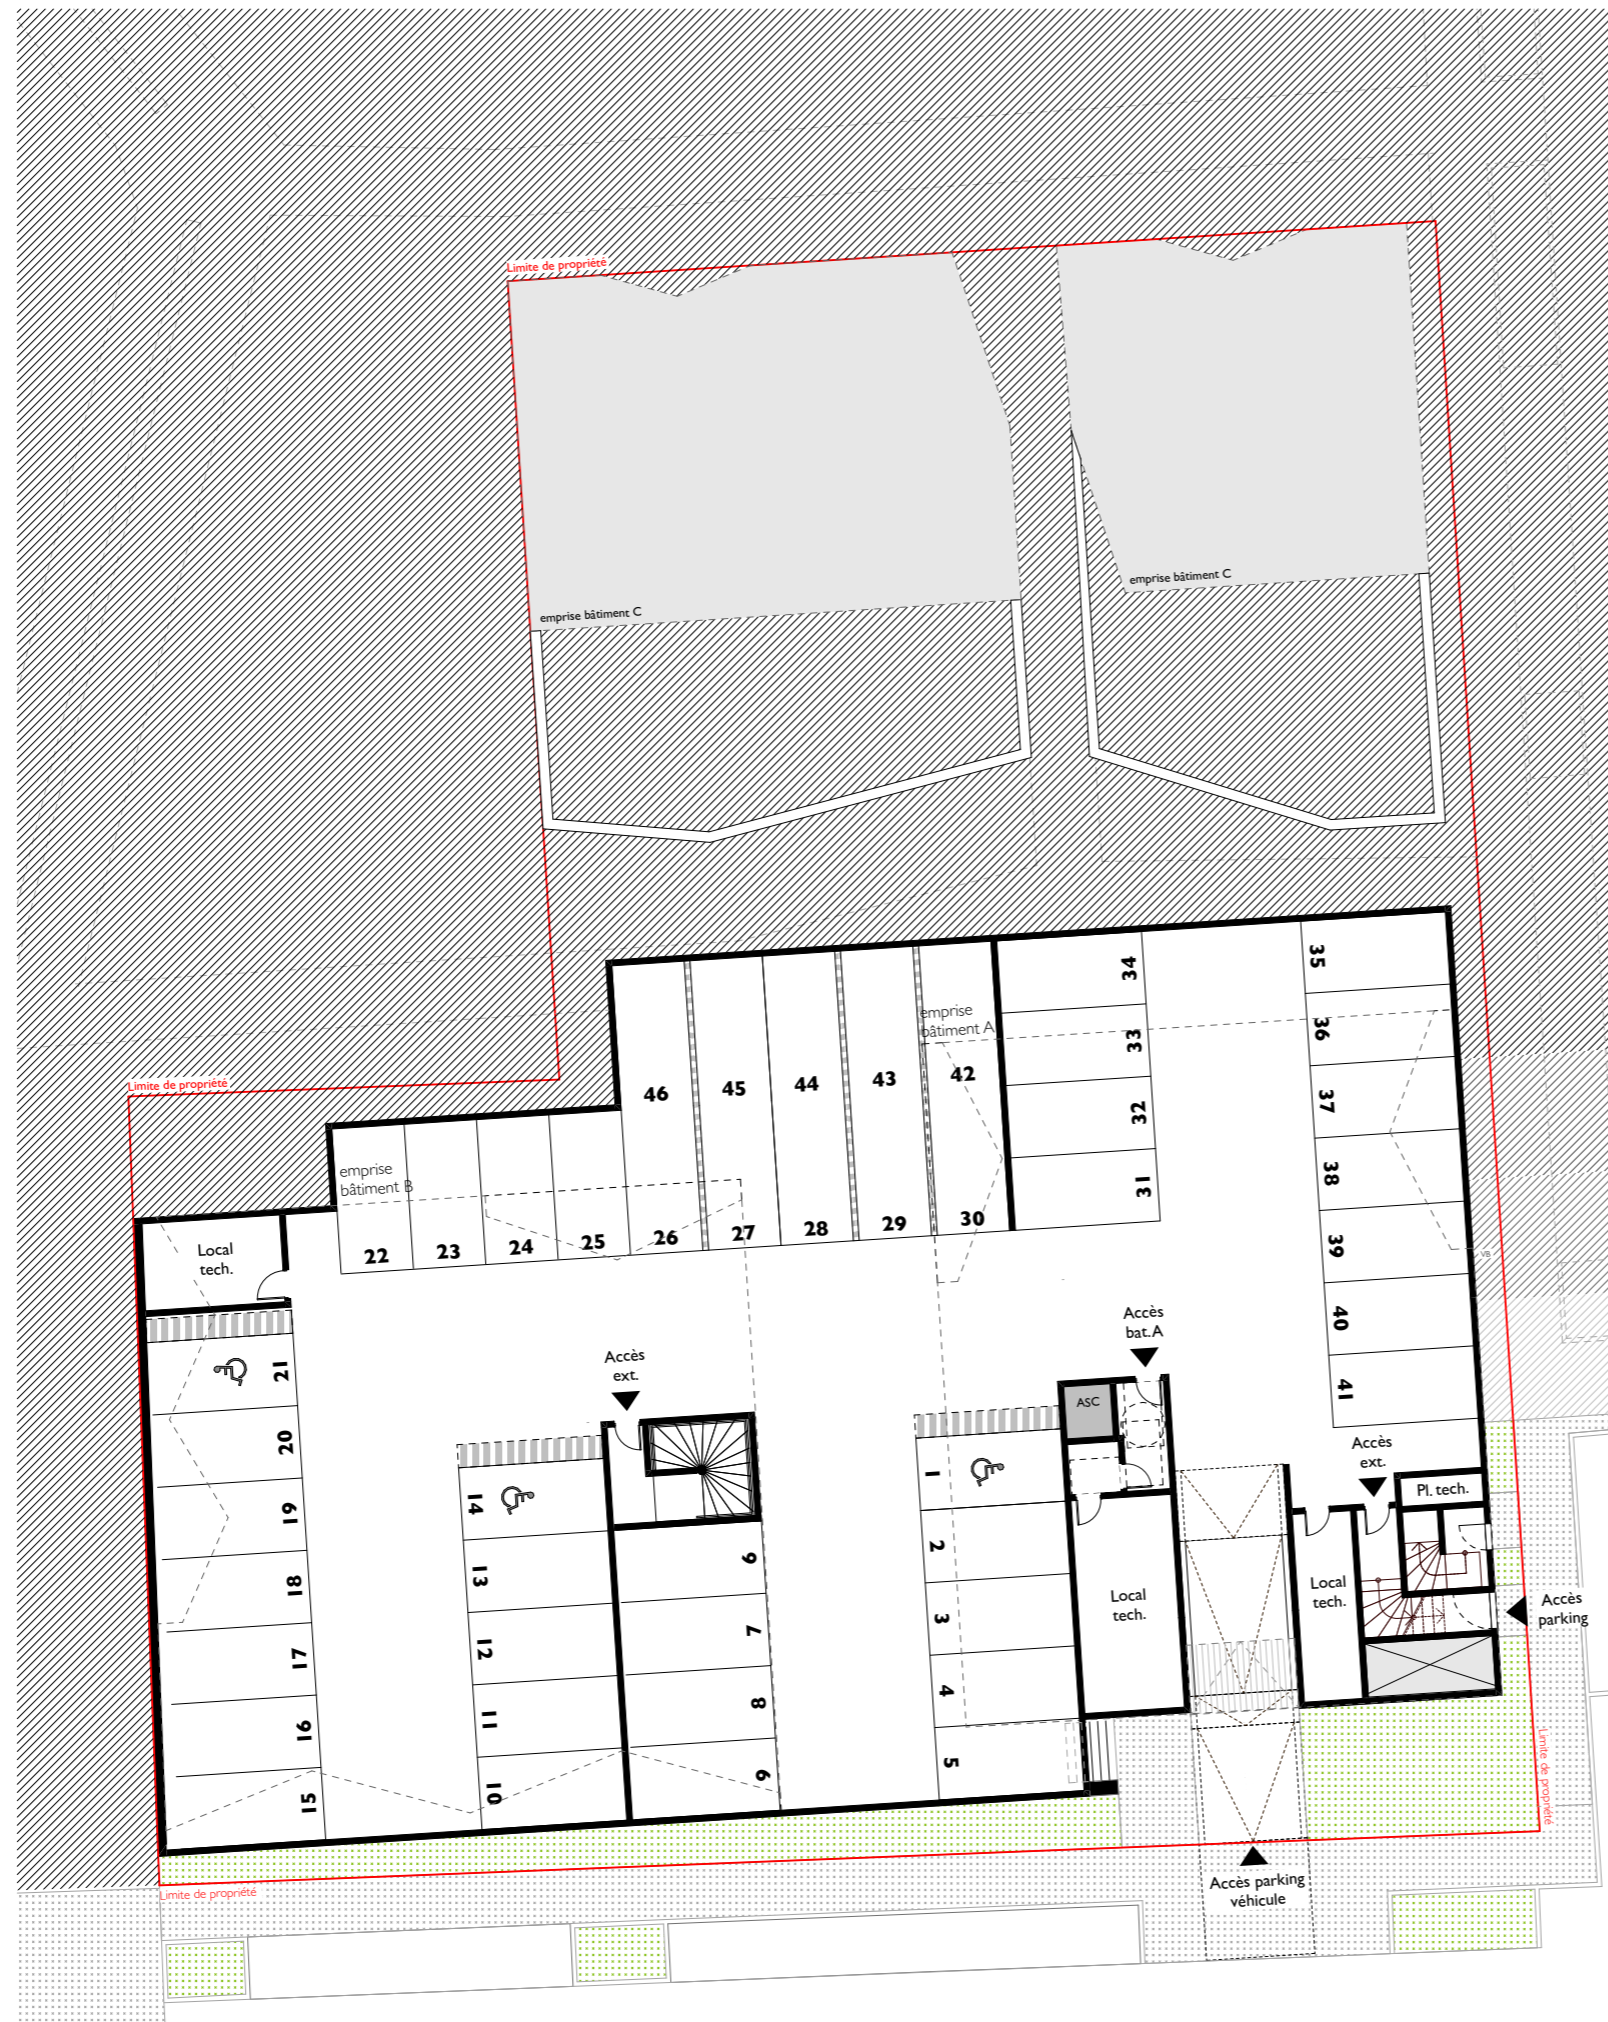 Limite de propriété
emprise bâtiment C
emprise bâtiment C
35
34
emprise
bâtiment A
36
33
Limite de propriété
46
45
44
43
42
37
32
emprise
bâtiment B
38
31
22
23
24
25
26
27
28
29
30
39
va
Local
tech.
40
Accès
bat. A
Accès
ext.
21
41
ASC
20
Accès
ext.
1
14
Pl. tech.
19
2
6
13
18
Local
tech.
Local
tech.
Accès
parking
3
7
12
17
4
8
11
16
5
9
10
15
Limite de propriété
Accès parking
véhicule
Limite de propriété